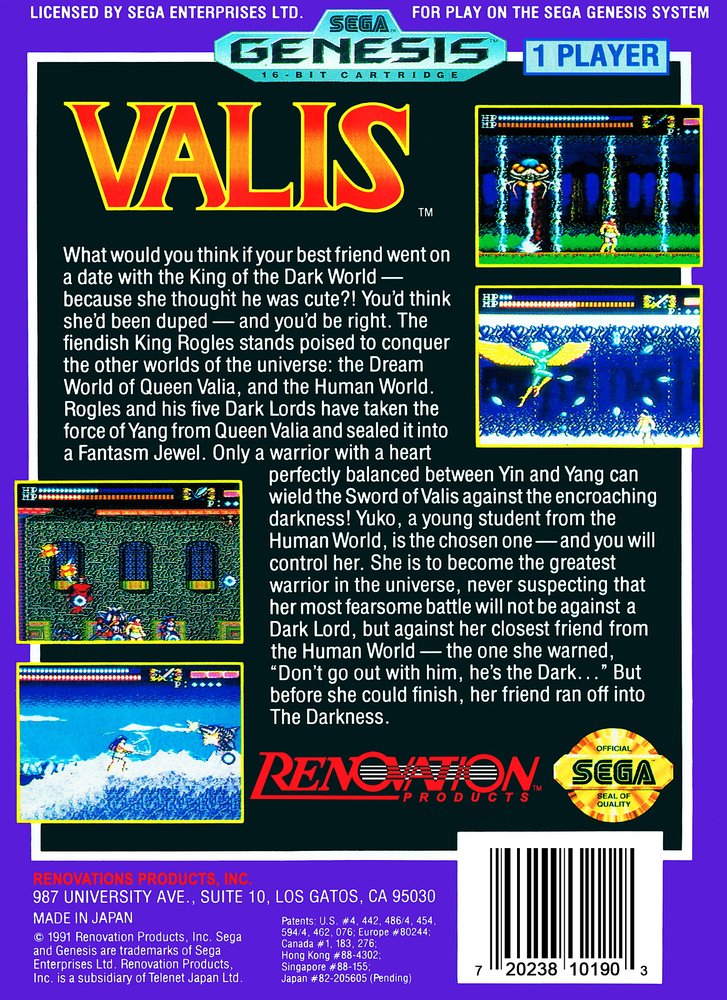 LICENSED BY SEGA ENTERPRISES LTD.
FOR PLAY ON THE SEGA GENESIS SYSTEM
SEGA
GENESIS
16-BIT CARTRIDGE
1 PLAYER
VALIS
TM
What would you think if your best friend went on
a date with the King of the Dark World —
because she thought he was cute?! You'd think
she'd been duped — and you'd be right. The
fiendish King Rogles stands poised to conquer
the other worlds of the universe: the Dream
World of Queen Valia, and the Human World.
Rogles and his five Dark Lords have taken the
force of Yang from Queen Valia and sealed it into
a Fantasm Jewel. Only a warrior with a heart
perfectly balanced between Yin and Yang can
wield the Sword of Valis against the encroaching
darkness! Yuko, a young student from the
Human World, is the chosen one — and you will
control her. She is to become the greatest
warrior in the universe, never suspecting that
her most fearsome battle will not be against a
Dark Lord, but against her closest friend from
the Human World — the one she warned,
"Don't go out with him, he's the Dark..." But
before she could finish, her friend ran off into
The Darkness.
RENOVATION
PRODUCTS
TM
OFFICIAL
SEGA
SEAL OF
QUALITY
RENOVATIONS PRODUCTS, INC.
987 UNIVERSITY AVE., SUITE 10, LOS GATOS, CA 95030
MADE IN JAPAN
© 1991 Renovation Products, Inc. Sega
and Genesis are trademarks of Sega
Enterprises Ltd. Renovation Products,
Inc. is a subsidiary of Telenet Japan Ltd.
Patents: U.S. #4, 442, 486/4, 454,
594/4, 462, 076; Europe #80244;
Canada #1, 183, 276;
Hong Kong #88-4302;
Singapore #88-155;
Japan #82-205605 (Pending)
7 20238 10190 3